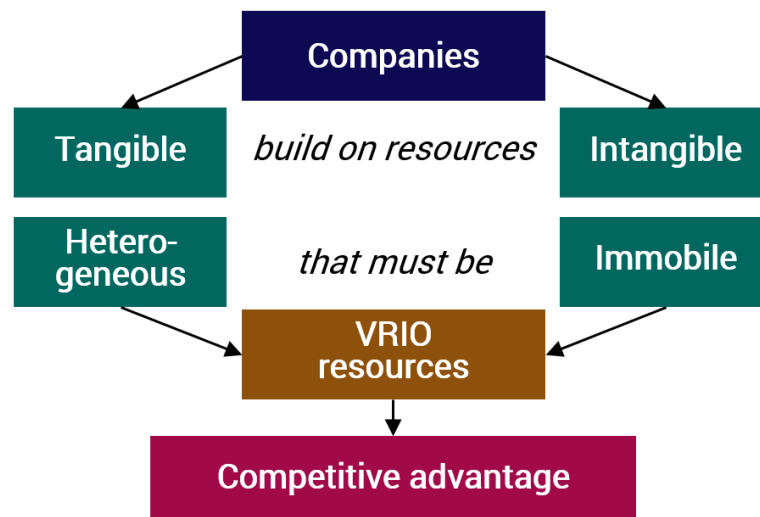 Companies
Tangible
build on resources
Intangible
Hetero-
geneous
that must be
Immobile
VRIO
resources
Competitive advantage